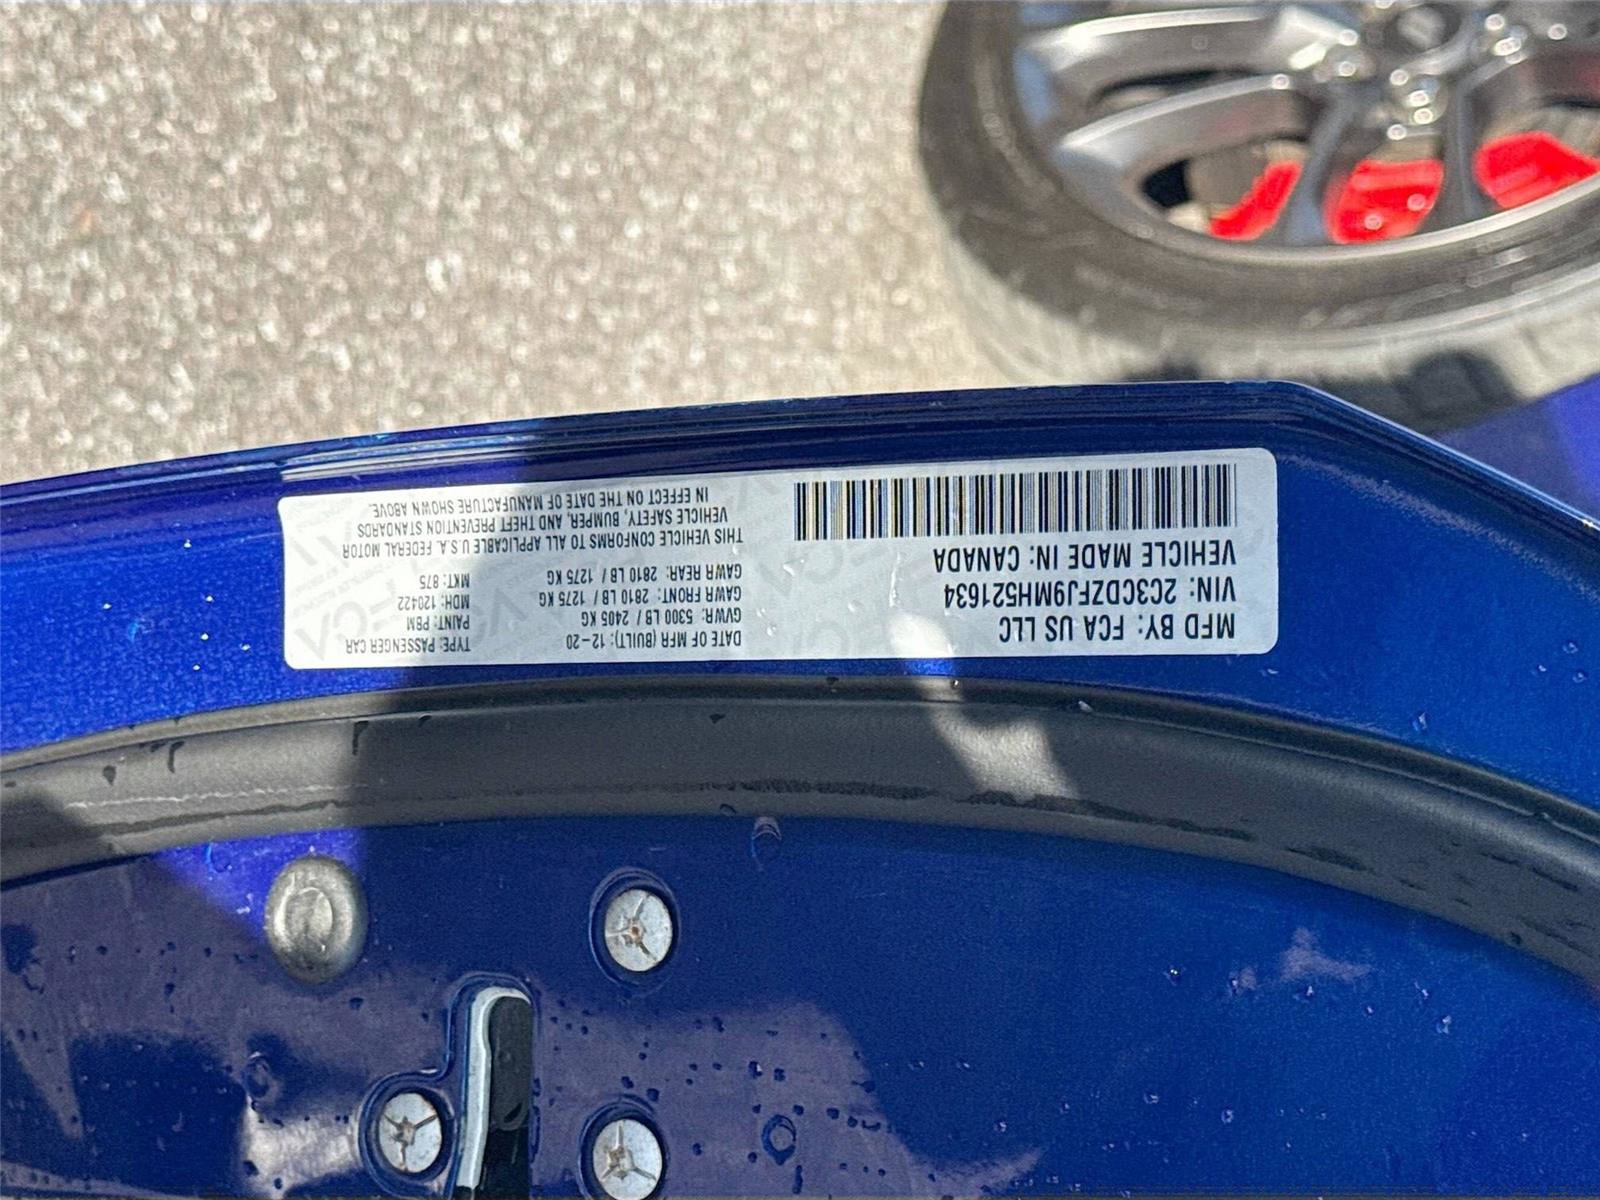 MFD BY: FCA US LLC
VIN: 2C3CDZFJ9MH521634
VEHICLE MADE IN: CANADA
DATE OF MFR (BUILT): 12-20
TYPE: PASSENGER CAR
GVWR: 5300 LB / 2405 KG
PAINT: PBM
GAWR FRONT: 2810 LB / 1275 KG
MDH: 120422
GAWR REAR: 2810 LB / 1275 KG
MKT: 875
THIS VEHICLE CONFORMS TO ALL APPLICABLE U.S.A. FEDERAL MOTOR
VEHICLE SAFETY, BUMPER, AND THEFT PREVENTION STANDARDS
IN EFFECT ON THE DATE OF MANUFACTURE SHOWN ABOVE.